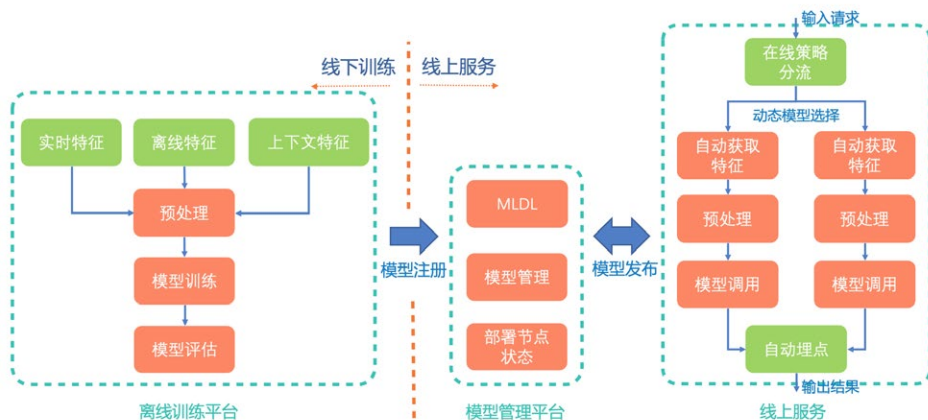 线下训练
线上服务
实时特征
离线特征
上下文特征
预处理
模型训练
模型评估
离线训练平台
模型注册
MLDL
模型管理
部署节点
状态
模型管理平台
模型发布
输入请求
在线策略
分流
动态模型选择
自动获取
特征
自动获取
特征
预处理
预处理
模型调用
模型调用
自动埋点
输出结果
线上服务